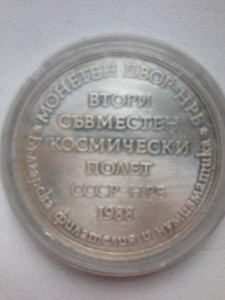 МОНЕТЕН ДВОР-НРБ
ВТОРИ
СЪВМЕСТЕН
КОСМИЧЕСКИ
ПОЛЕТ
СССР-НРБ
1988
Българска филателия и нумизматика